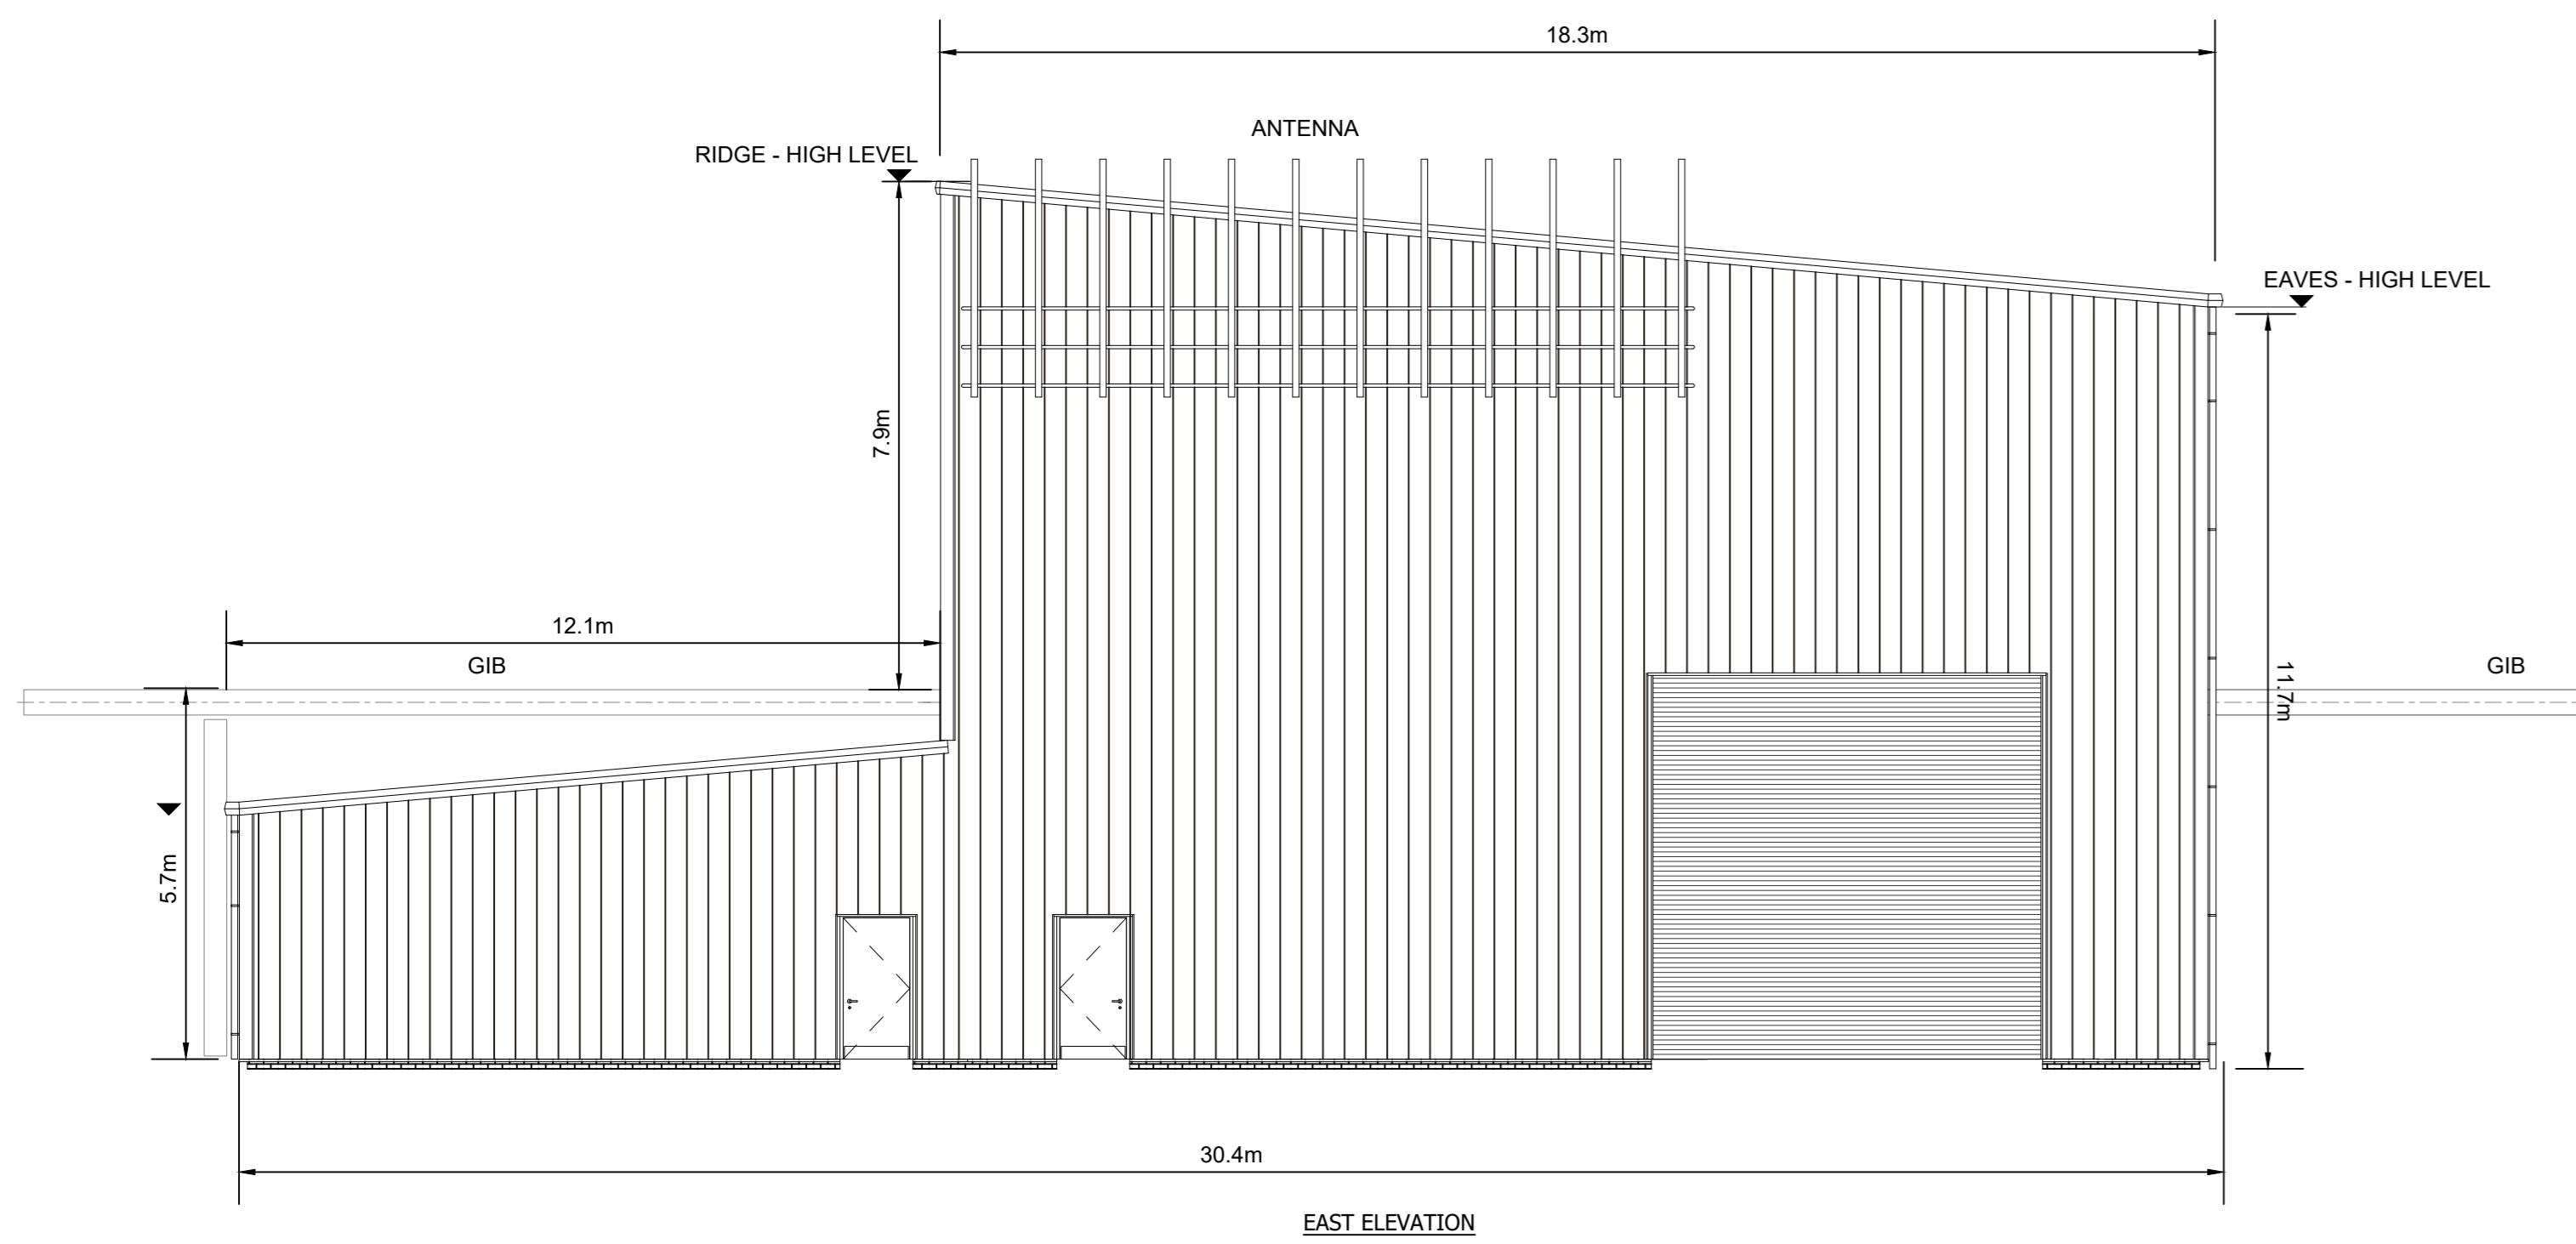 18.3m
ANTENNA
RIDGE - HIGH LEVEL
EAVES - HIGH LEVEL
7.9m
12.1m
GIB
GIB
11.7m
5.7m
30.4m
EAST ELEVATION